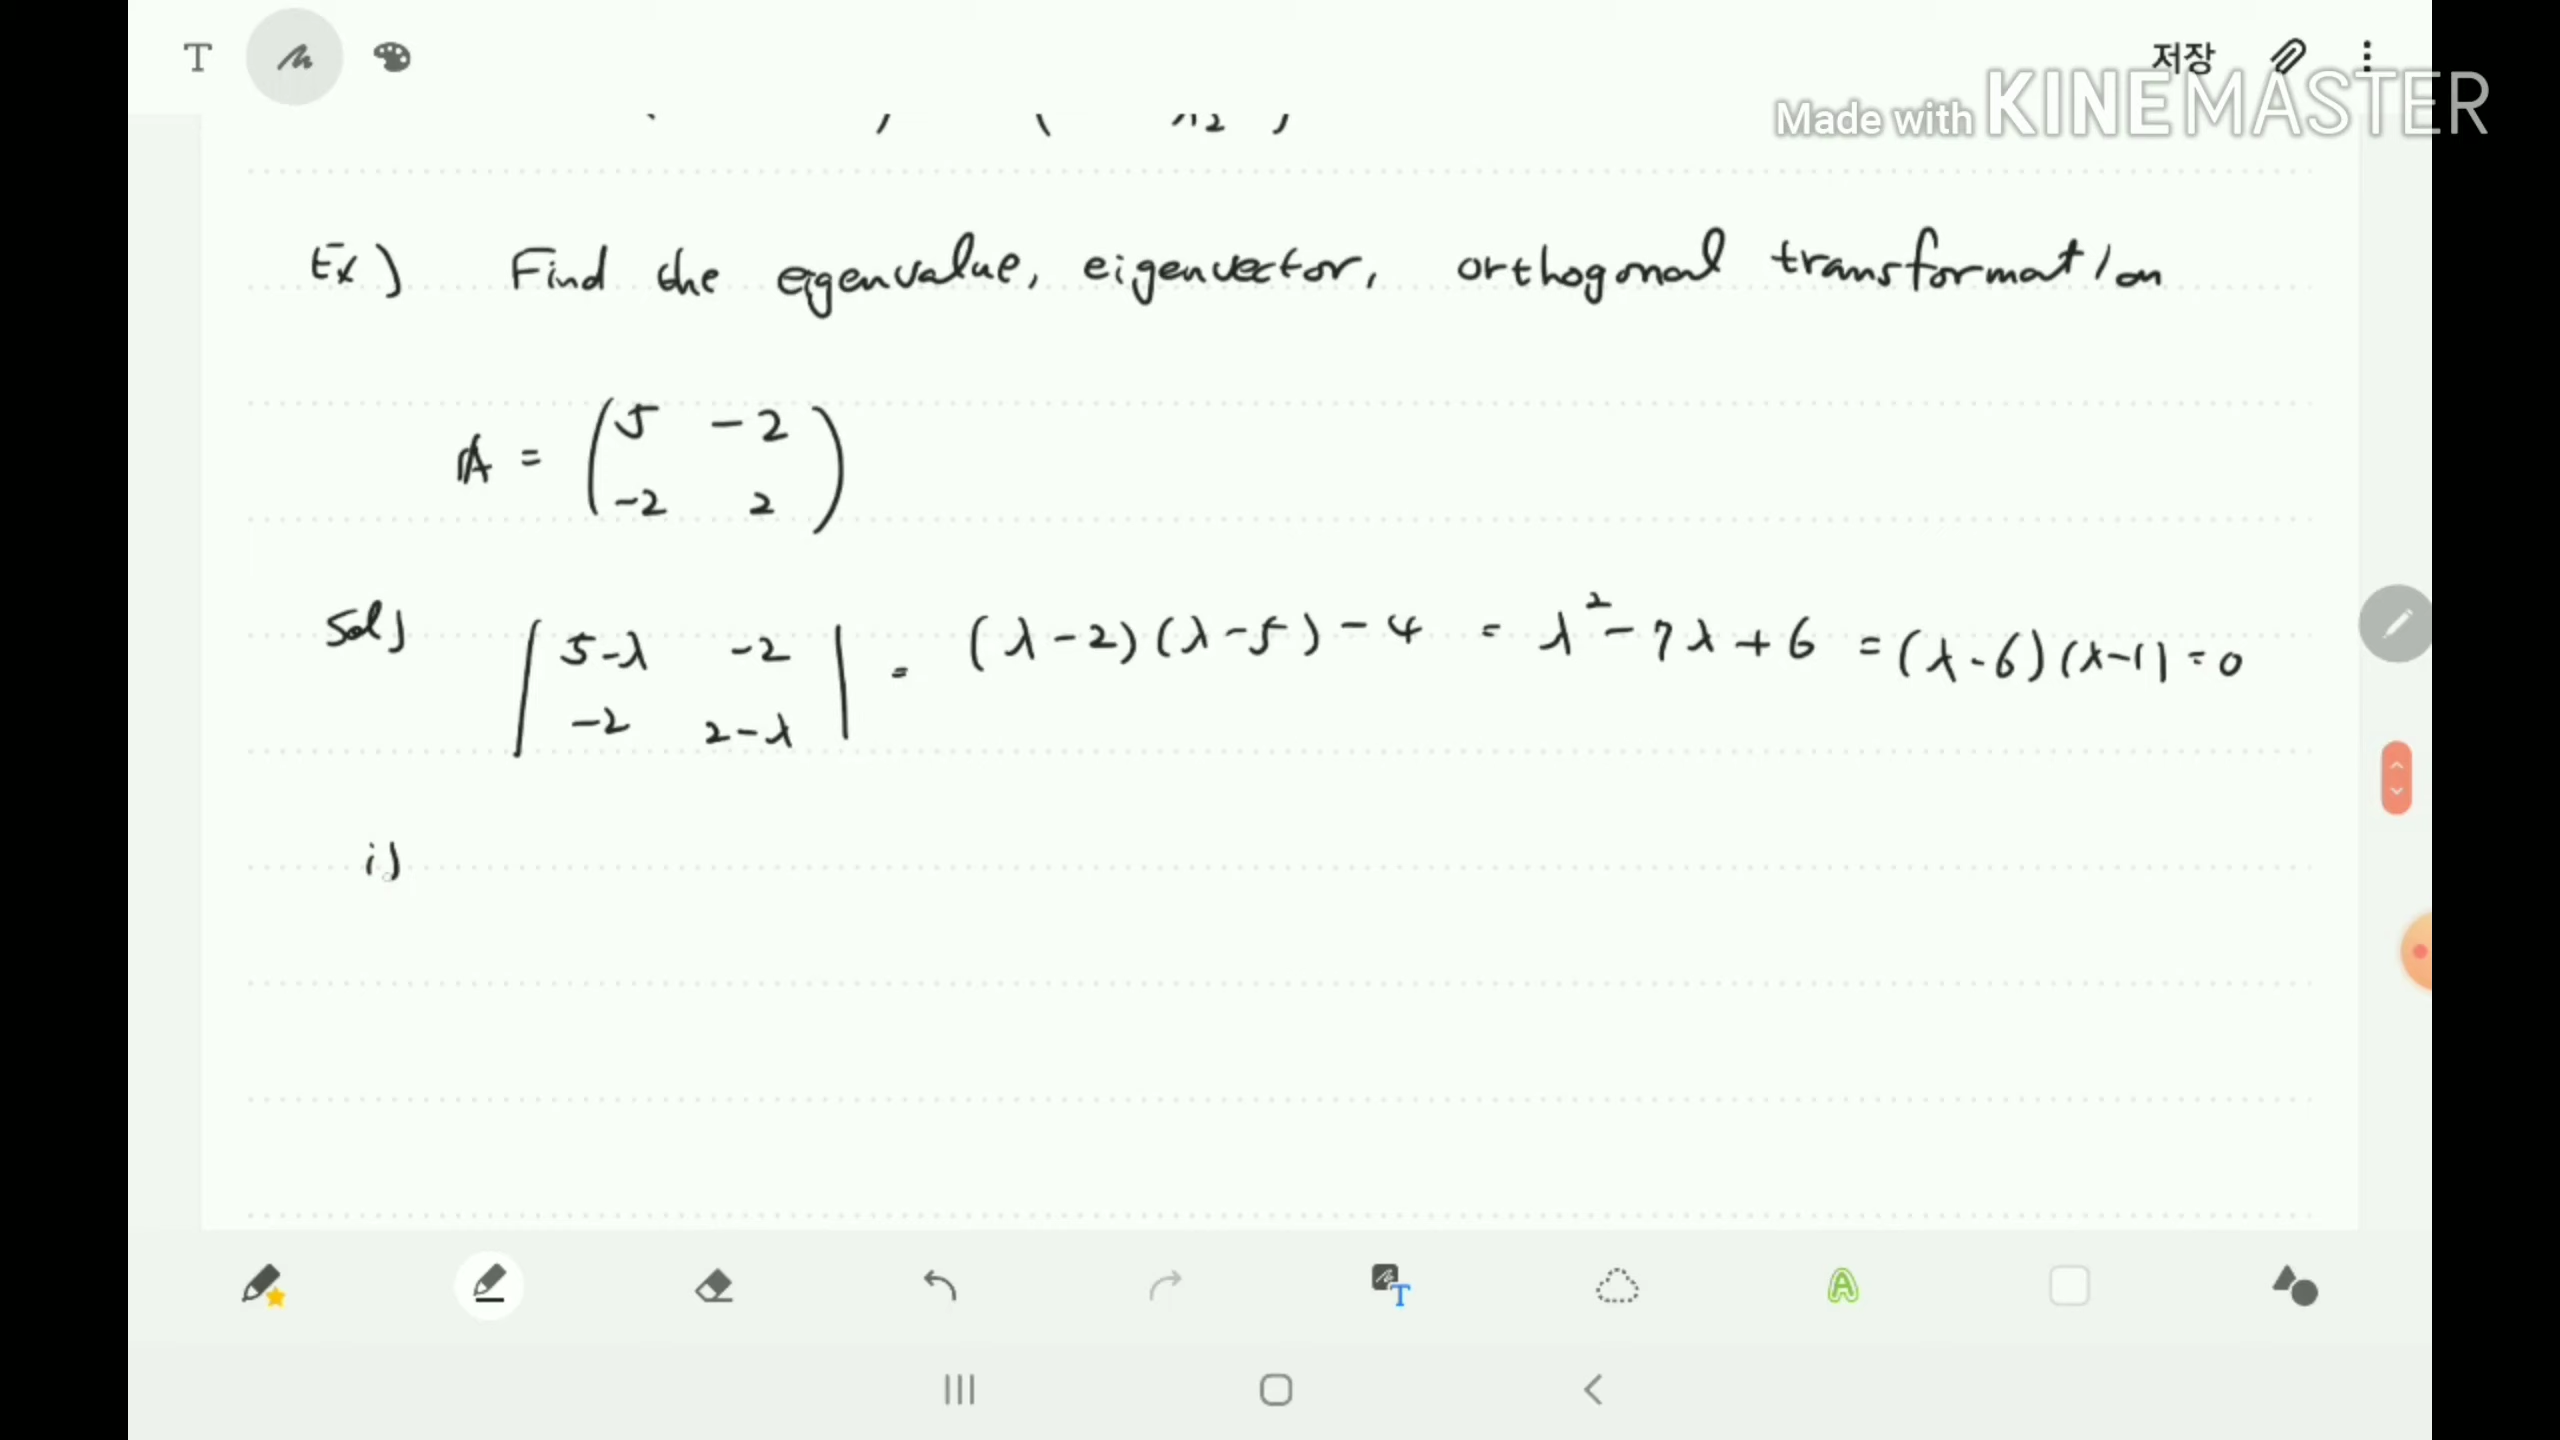 T 저장
Made with KINEMASTER
λ2
Ex) Find the eigenvalue, eigenvector, orthogonal transformation
A = ( 5 -2
-2 2 )
Sol) | 5-λ -2 | = (λ-2)(λ-5)-4 = λ²-7λ+6 = (λ-6)(λ-1) = 0
| -2 2-λ |
i)
T A